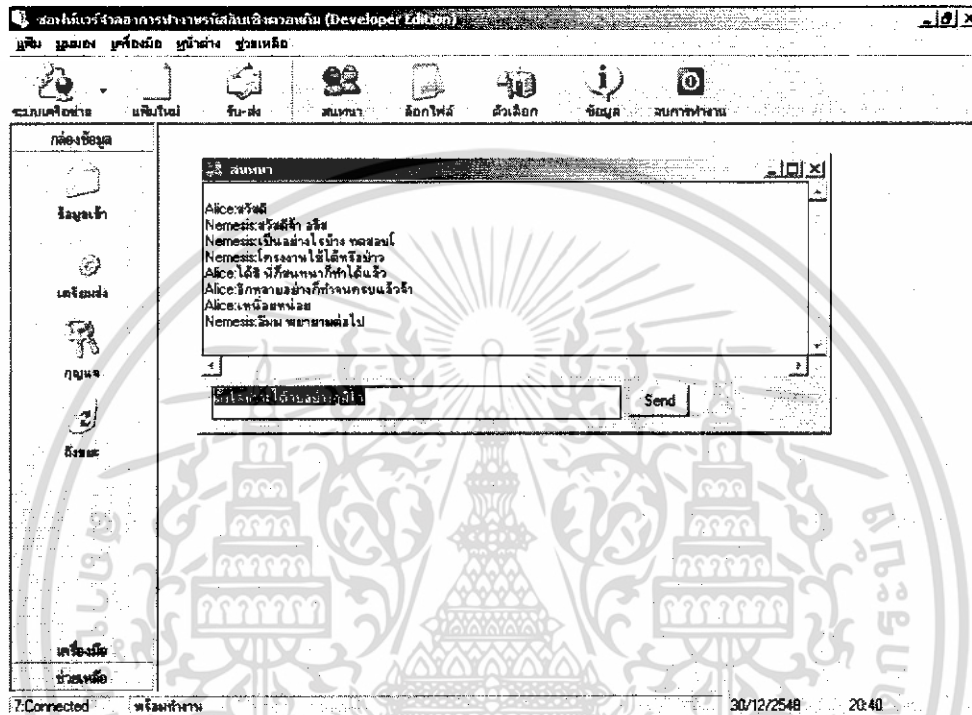 ซอฟท์แวร์จำลองการทำงานรหัสลับเชิงควอนตัม (Developer Edition)
แฟ้ม มุมมอง เครื่องมือ หน้าต่าง ช่วยเหลือ
ระบบเครือข่าย แฟ้มใหม่ รับ-ส่ง สนทนา ล็อกไฟล์ ตัวเลือก ข้อมูล จบการทำงาน
กล่องข้อมูล
ข้อมูลเข้า
เตรียมส่ง
กุญแจ
ถังขยะ
เครื่องมือ
ช่วยเหลือ
สนทนา
Alice:สวัสดี
Nemesis:สวัสดีจ้า อลิส
Nemesis:เป็นอย่างไรบ้าง ทดสอบโ
Nemesis:โครงงานใช้ได้หรือป่าว
Alice:ได้สิ นี่ก็สนทนาก็ทำได้แล้ว
Alice:อีกหลายอย่างก็ทำจนครบแล้วจ้า
Alice:เหนื่อยหน่อย
Nemesis:อืมม พยายามต่อไป
Send
7:Connected พร้อมทำงาน 30/12/2548 20:40